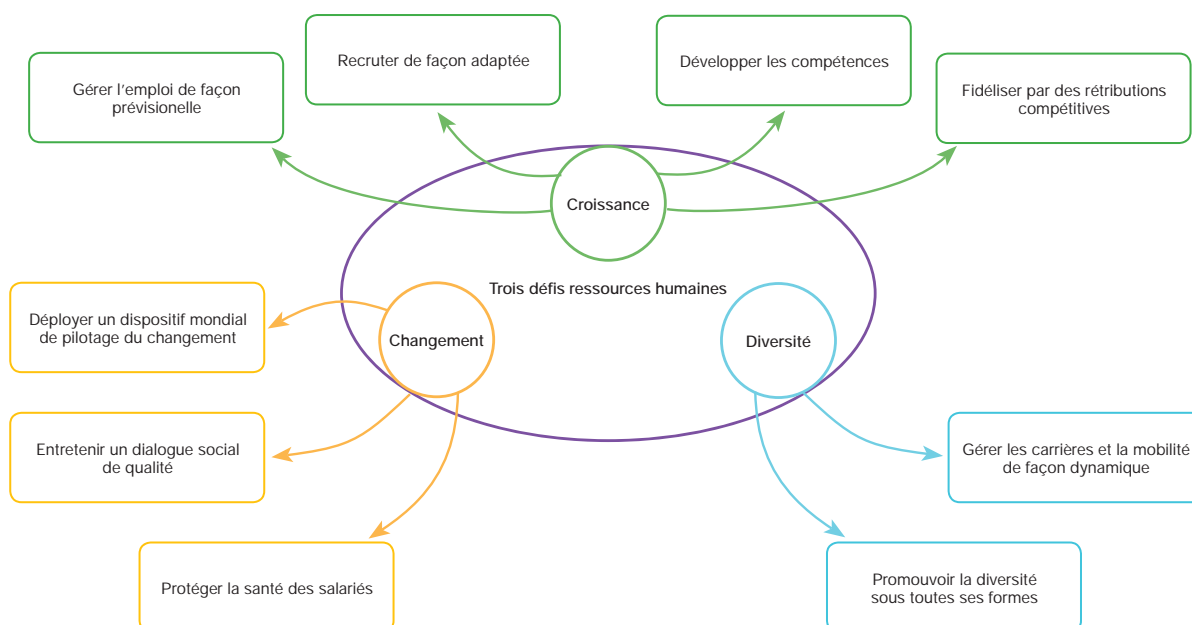 Recruter de façon adaptée
Développer les compétences
Gérer l'emploi de façon
prévisionelle
Fidéliser par des rétributions
compétitives
Croissance
Trois défis ressources humaines
Déployer un dispositif mondial
de pilotage du changement
Changement
Diversité
Entretenir un dialogue social
de qualité
Gérer les carrières et la mobilité
de façon dynamique
Protéger la santé des salariés
Promouvoir la diversité
sous toutes ses formes